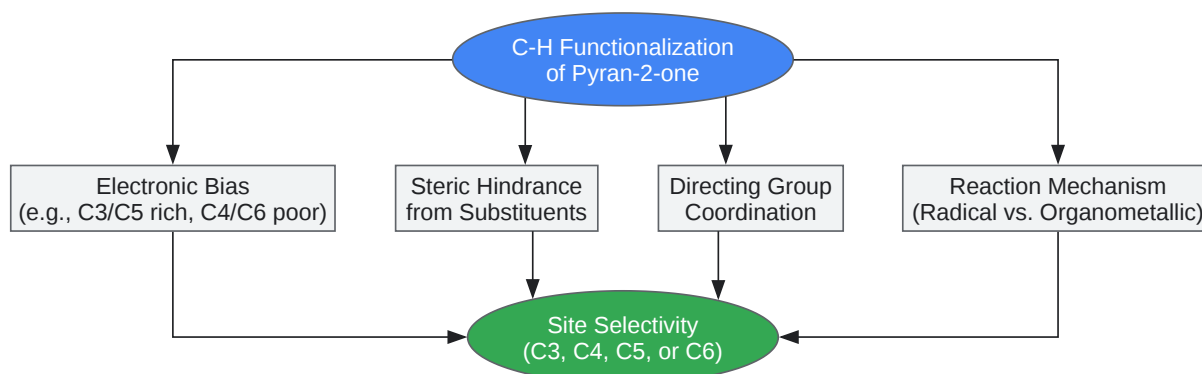 C-H Functionalization
of Pyran-2-one
Electronic Bias
(e.g., C3/C5 rich, C4/C6 poor)
Steric Hindrance
from Substituents
Directing Group
Coordination
Reaction Mechanism
(Radical vs. Organometallic)
Site Selectivity
(C3, C4, C5, or C6)